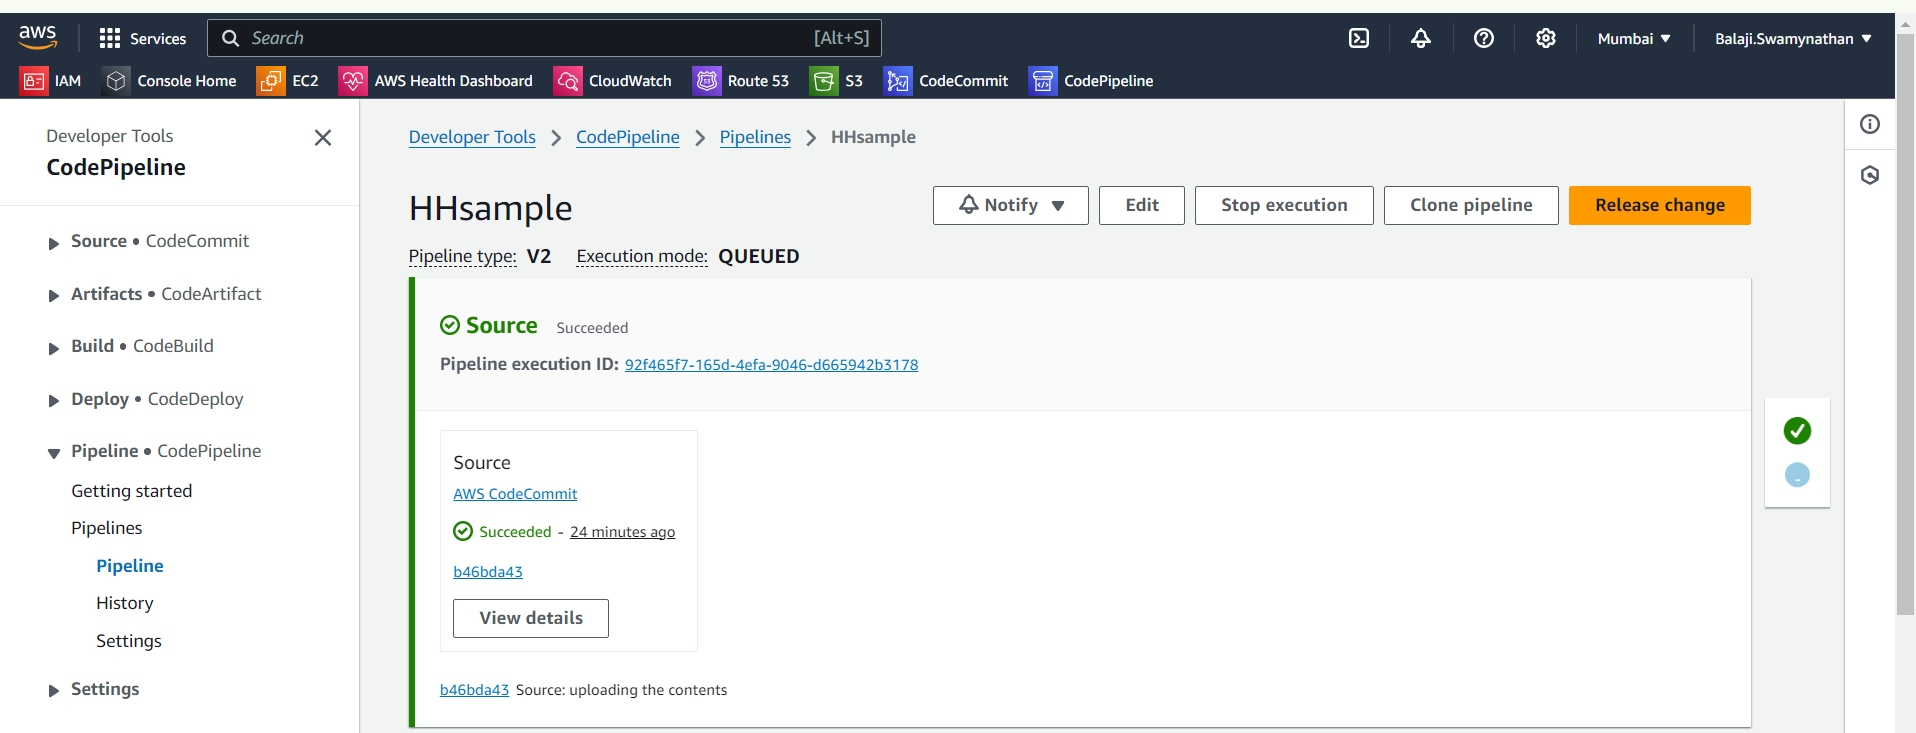 aws
Services
Search
[Alt+S]
Mumbai ▼
Balaji.Swamynathan ▼
IAM
Console Home
EC2
AWS Health Dashboard
CloudWatch
Route 53
S3
CodeCommit
CodePipeline
Developer Tools
CodePipeline
Source • CodeCommit
Artifacts • CodeArtifact
Build • CodeBuild
Deploy • CodeDeploy
Pipeline • CodePipeline
Getting started
Pipelines
Pipeline
History
Settings
Settings
Developer Tools > CodePipeline > Pipelines > HHsample
HHsample
Notify ▼
Edit
Stop execution
Clone pipeline
Release change
Pipeline type: V2 Execution mode: QUEUED
Source Succeeded
Pipeline execution ID: 92f465f7-165d-4efa-9046-d665942b3178
Source
AWS CodeCommit
Succeeded - 24 minutes ago
b46bda43
View details
b46bda43 Source: uploading the contents